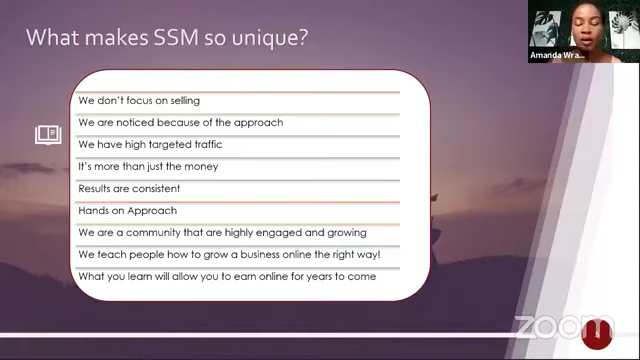 What makes SSM so unique?
Amanda Wra...
We don't focus on selling
We are noticed because of the approach
We have high targeted traffic
It's more than just the money
Results are consistent
Hands on Approach
We are a community that are highly engaged and growing
We teach people how to grow a business online the right way!
What you learn will allow you to earn online for years to come
zoom